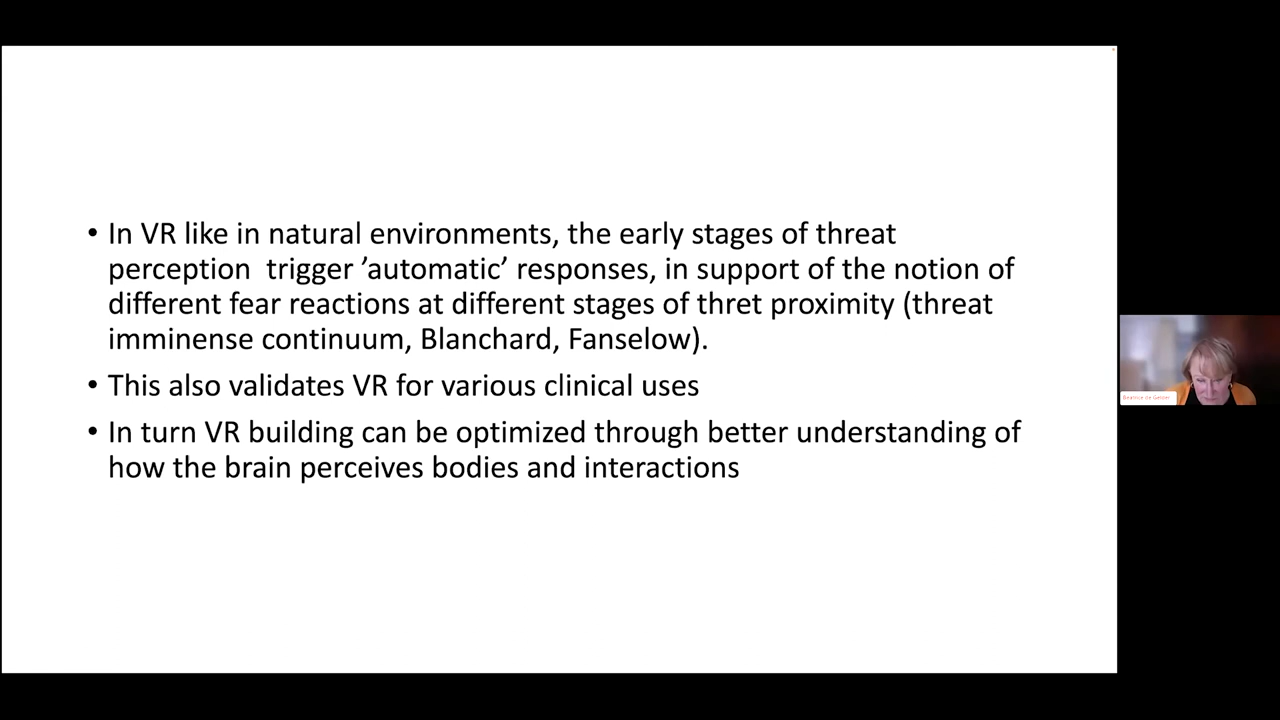 • In VR like in natural environments, the early stages of threat
perception  trigger ’automatic’ responses, in support of the notion of
different fear reactions at different stages of thret proximity (threat
imminense continuum, Blanchard, Fanselow).
• This also validates VR for various clinical uses
• In turn VR building can be optimized through better understanding of
how the brain perceives bodies and interactions
Beatrice de Gelder